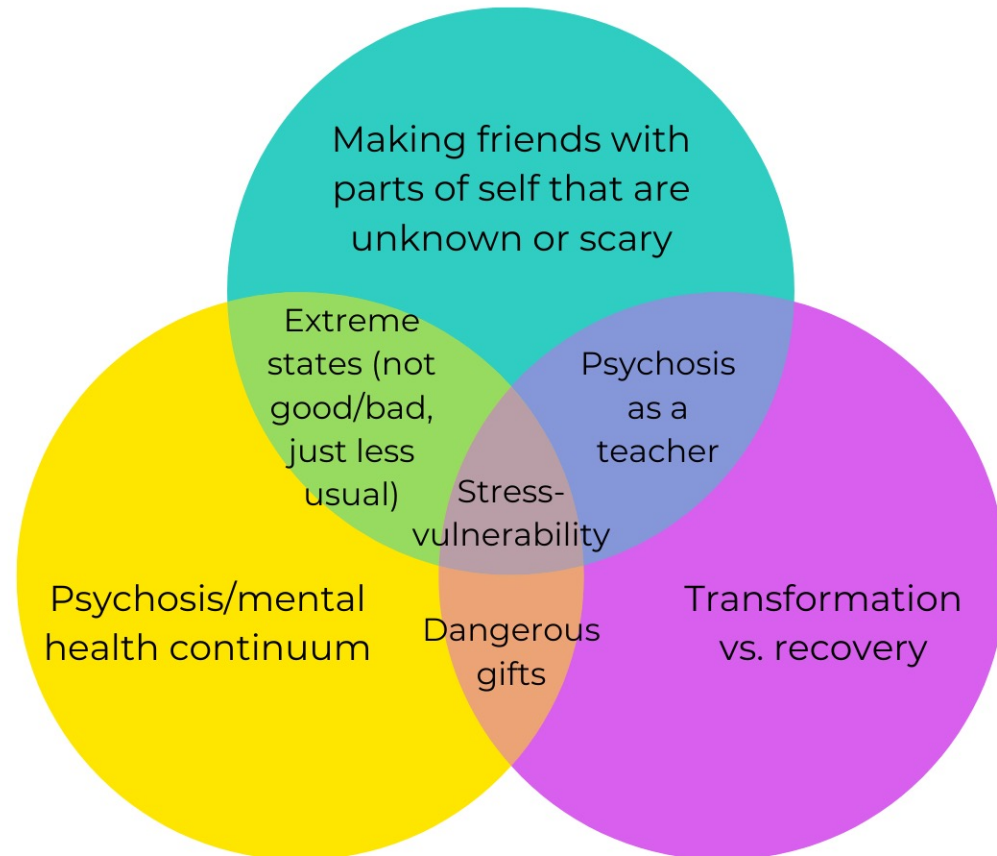 Making friends with
parts of self that are
unknown or scary
Extreme
states (not
good/bad,
just less
usual)
Psychosis
as a
teacher
Stress-
vulnerability
Psychosis/mental
health continuum
Dangerous
gifts
Transformation
vs. recovery